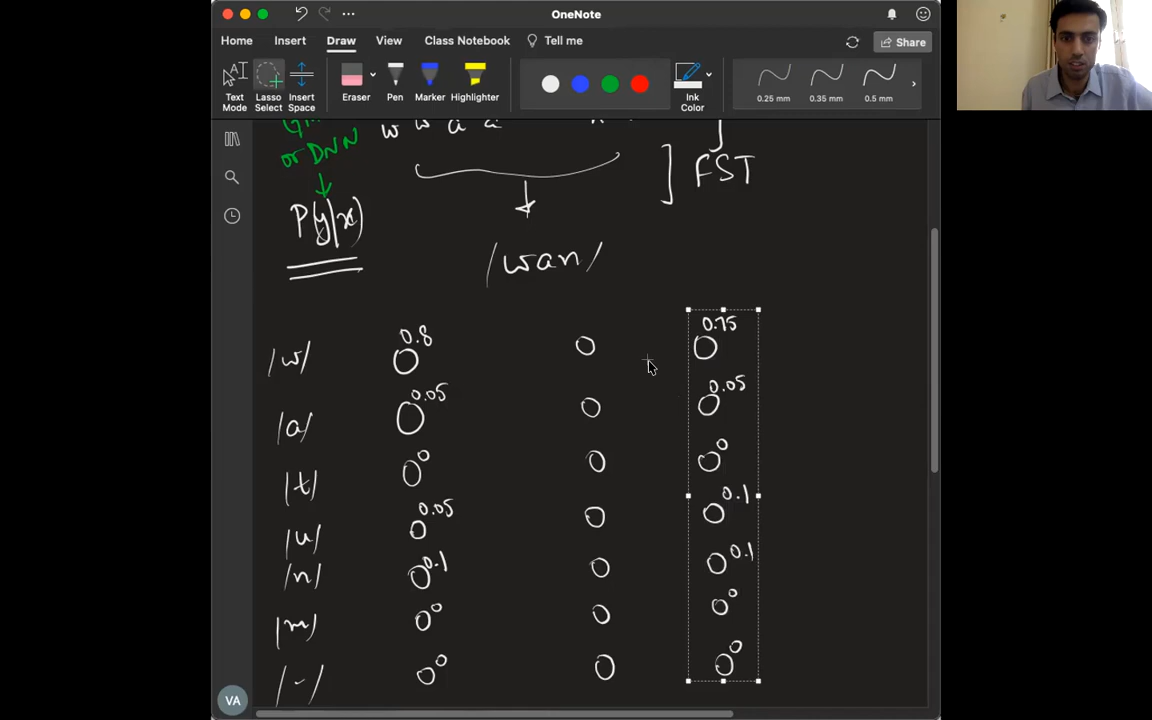 OneNote
Home Insert Draw View Class Notebook Tell me Share
Text Mode
Lasso Select
Insert Space
Eraser
Pen
Marker
Highlighter
Ink Color
0.25 mm
0.35 mm
0.5 mm
or DNN
w w a a
] FST
P(y|x)
/wan/
/w/ 0.8 0.75
/a/ 0.05 0.05
/t/ 0 0
/u/ 0.05 0.1
/n/ 0.1 0.1
/m/ 0 0
/-/ 0 0
VA